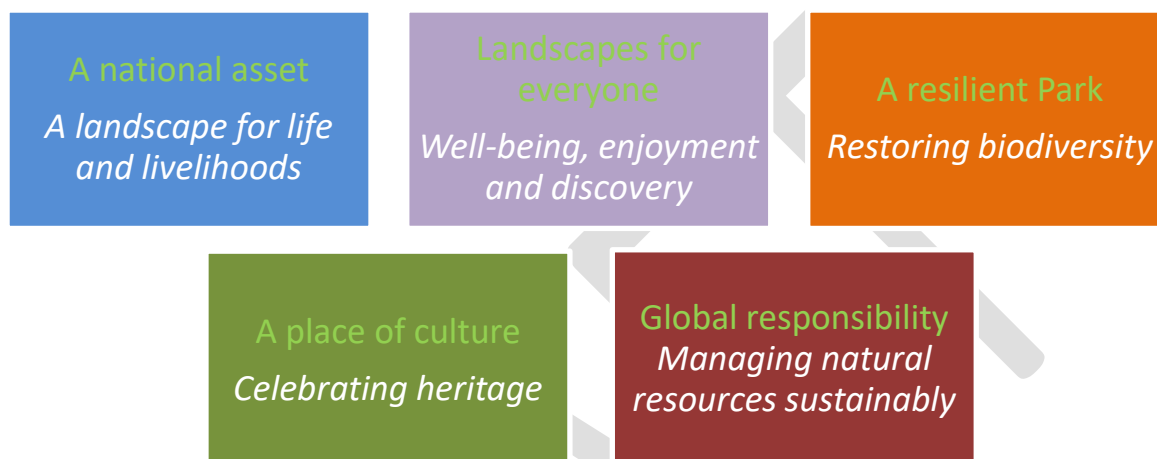 A national asset
A landscape for life
and livelihoods
Landscapes for
everyone
Well-being, enjoyment
and discovery
A resilient Park
Restoring biodiversity
A place of culture
Celebrating heritage
Global responsibility
Managing natural
resources sustainably